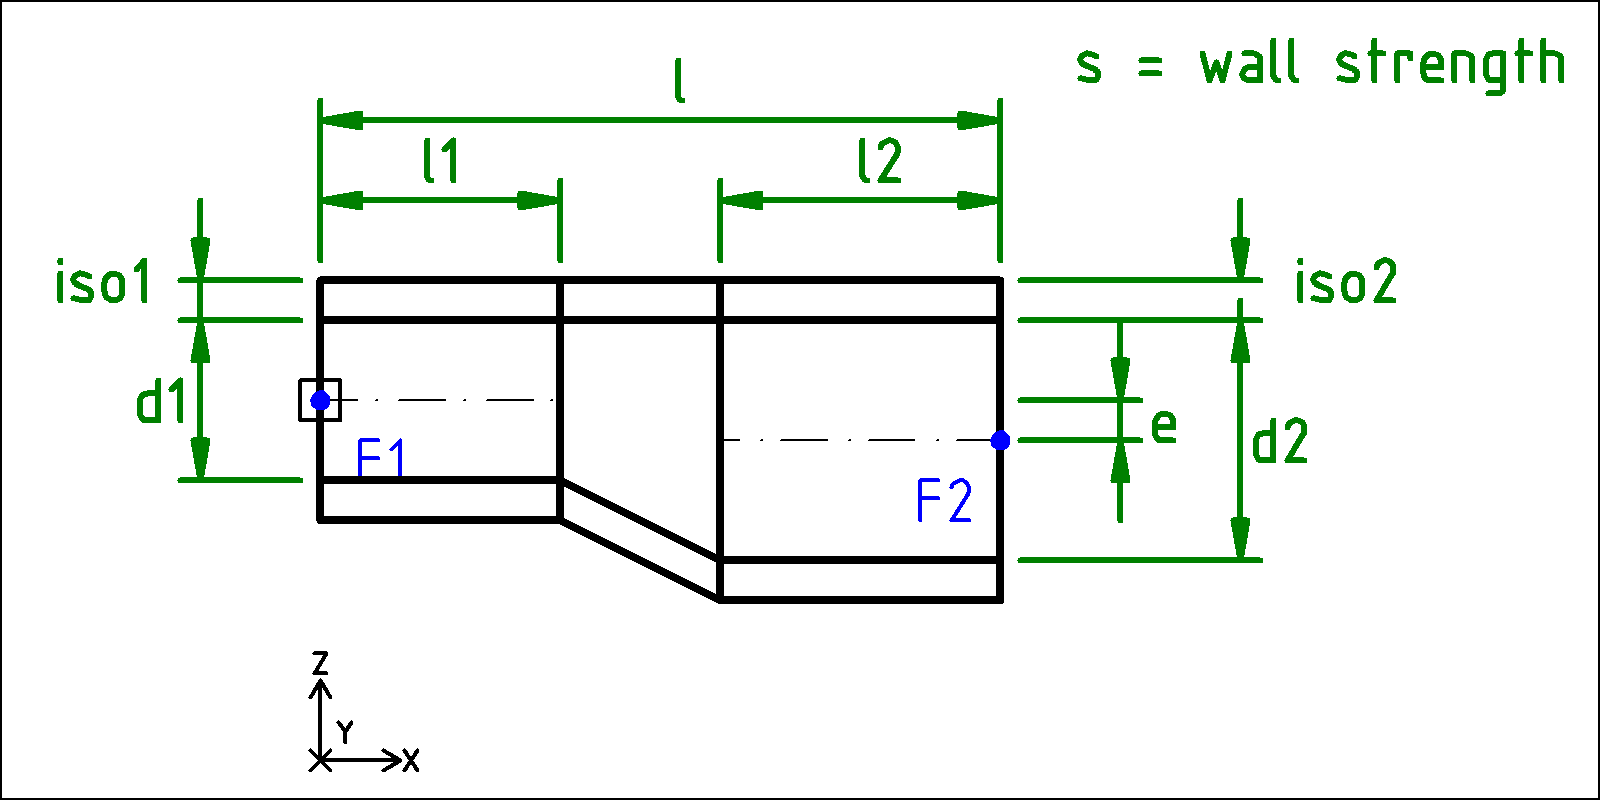 s = wall strength
l
l1
l2
iso1
iso2
d1
e
d2
F1
F2
Z
Y
X